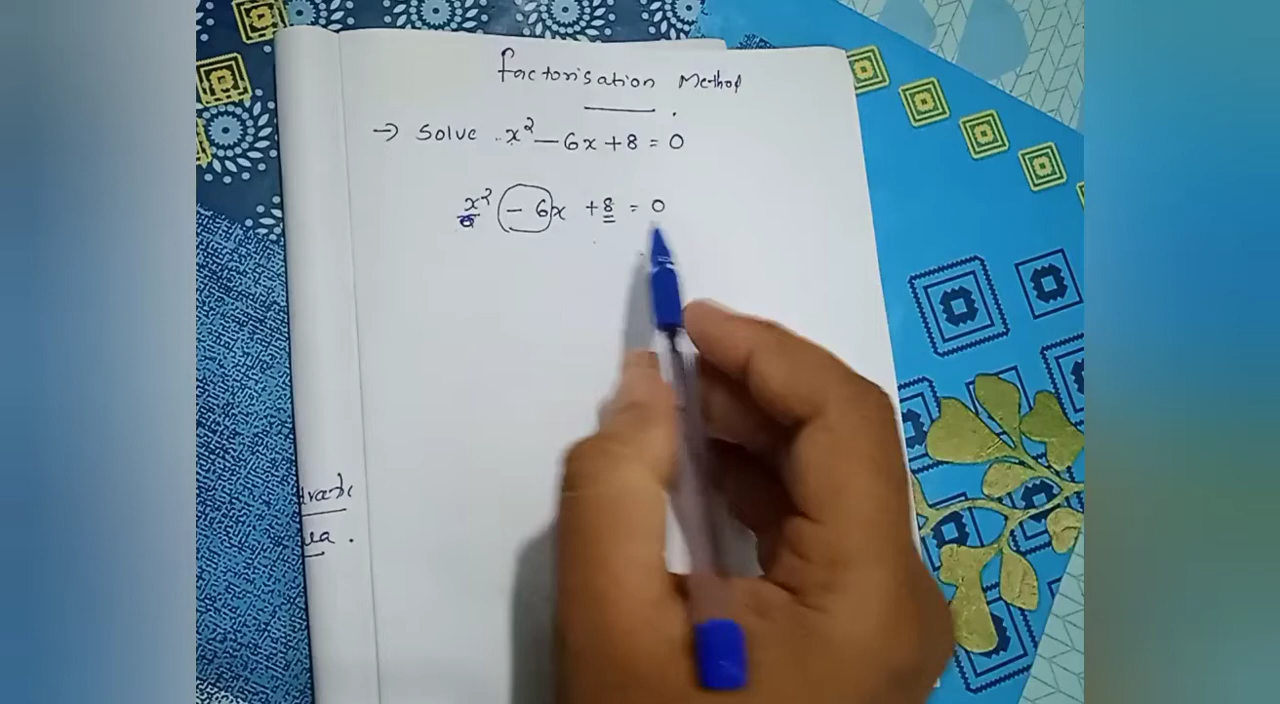 Factorisation Method
→ Solve x² - 6x + 8 = 0
x² - 6x + 8 = 0